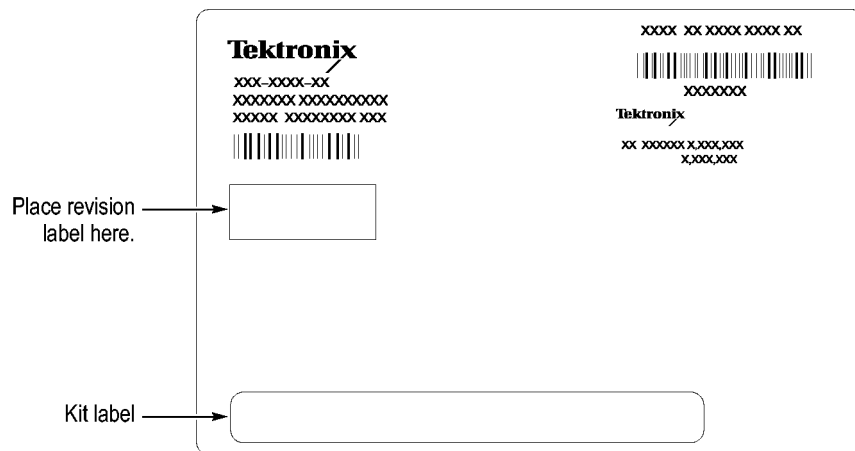 Tektronix
XXX–XXXX–XX
XXXXXXX XXXXXXXXXX
XXXXX XXXXXXXX XXX
XXXX XX XXXX XXXX XX
XXXXXXX
Tektronix
XX XXXXXX X,XXX,XXX
X,XXX,XXX
Place revision
label here.
Kit label